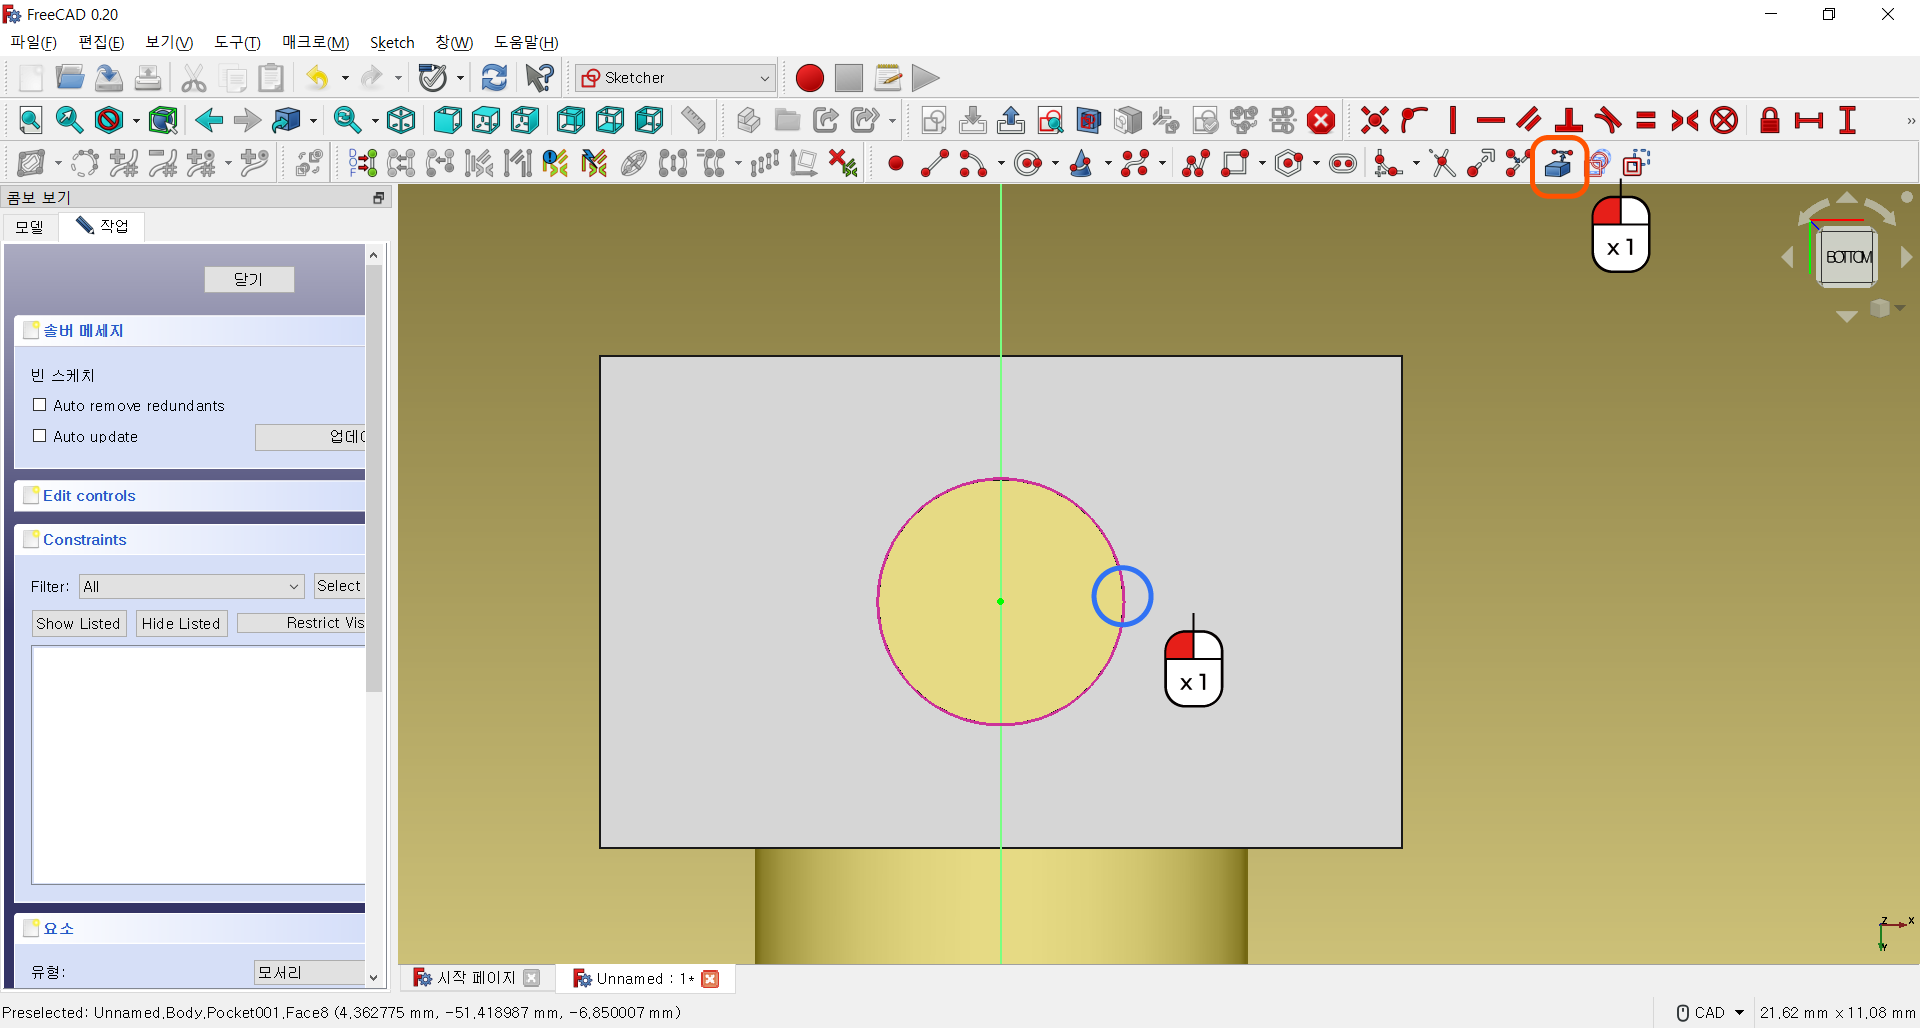 FreeCAD 0.20
파일(F) 편집(E) 보기(V) 도구(T) 매크로(M) Sketch 창(W) 도움말(H)
Sketcher
콤보 보기
모델 작업
닫기
솔버 메세지
빈 스케치
Auto remove redundants
Auto update 업데
Edit controls
Constraints
Filter: All Select
Show Listed Hide Listed Restrict Vis
요소
유형: 모서리
x 1
BOTTOM
x 1
Z X
Y
시작 페이지 Unnamed : 1*
Preselected: Unnamed.Body.Pocket001.Face8 (4.362775 mm, -51.418987 mm, -6.850007 mm)
CAD 21.62 mm x 11.08 mm